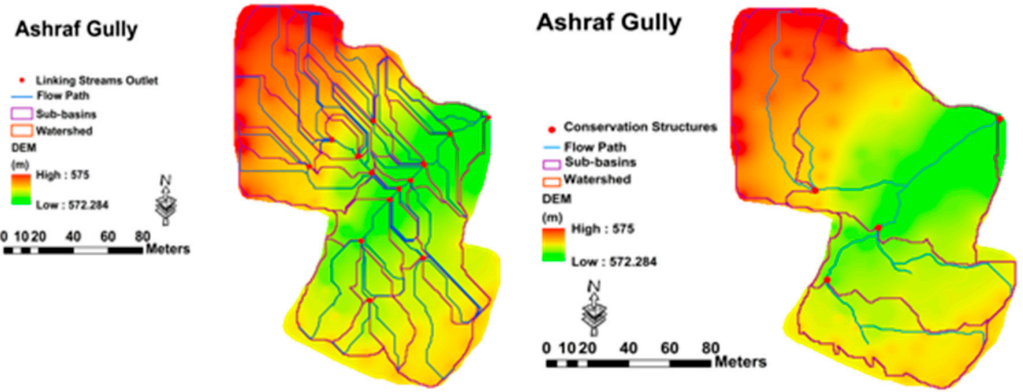 Ashraf Gully
Linking Streams Outlet
Flow Path
Sub-basins
Watershed
DEM
(m)
High : 575
Low : 572.284
N
0 10 20 40 60 80
Meters
Ashraf Gully
Conservation Structures
Flow Path
Sub-basins
Watershed
DEM
(m)
High : 575
Low : 572.284
N
0 10 20 40 60 80
Meters